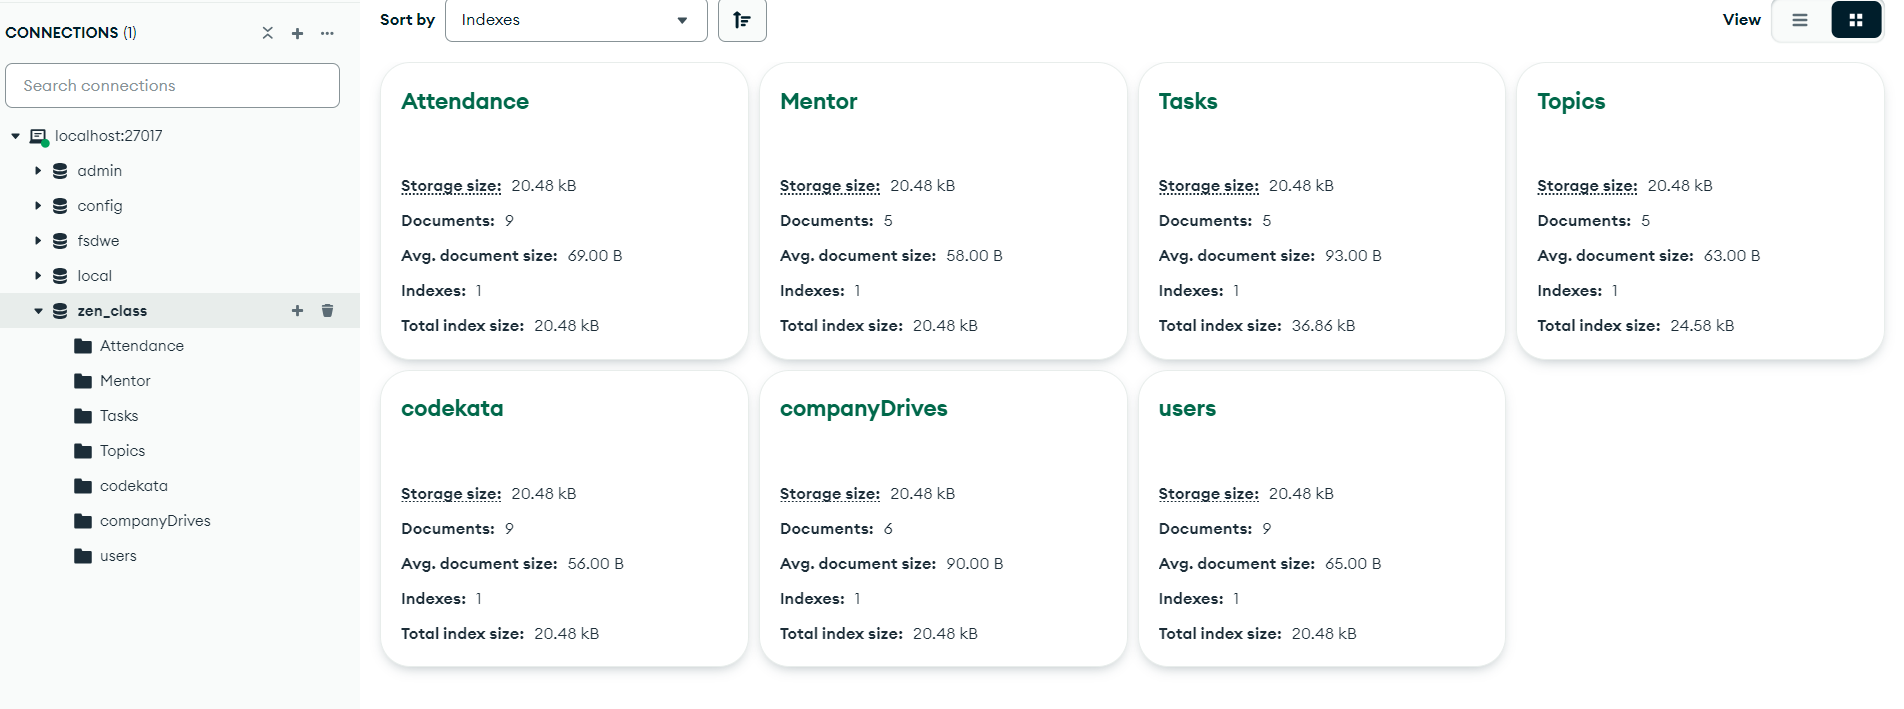 CONNECTIONS (1)
Search connections
localhost:27017
admin
config
fsdwe
local
zen_class
Attendance
Mentor
Tasks
Topics
codekata
companyDrives
users
Sort by Indexes
View
Attendance
Storage size: 20.48 kB
Documents: 9
Avg. document size: 69.00 B
Indexes: 1
Total index size: 20.48 kB
Mentor
Storage size: 20.48 kB
Documents: 5
Avg. document size: 58.00 B
Indexes: 1
Total index size: 20.48 kB
Tasks
Storage size: 20.48 kB
Documents: 5
Avg. document size: 93.00 B
Indexes: 1
Total index size: 36.86 kB
Topics
Storage size: 20.48 kB
Documents: 5
Avg. document size: 63.00 B
Indexes: 1
Total index size: 24.58 kB
codekata
Storage size: 20.48 kB
Documents: 9
Avg. document size: 56.00 B
Indexes: 1
Total index size: 20.48 kB
companyDrives
Storage size: 20.48 kB
Documents: 6
Avg. document size: 90.00 B
Indexes: 1
Total index size: 20.48 kB
users
Storage size: 20.48 kB
Documents: 9
Avg. document size: 65.00 B
Indexes: 1
Total index size: 20.48 kB